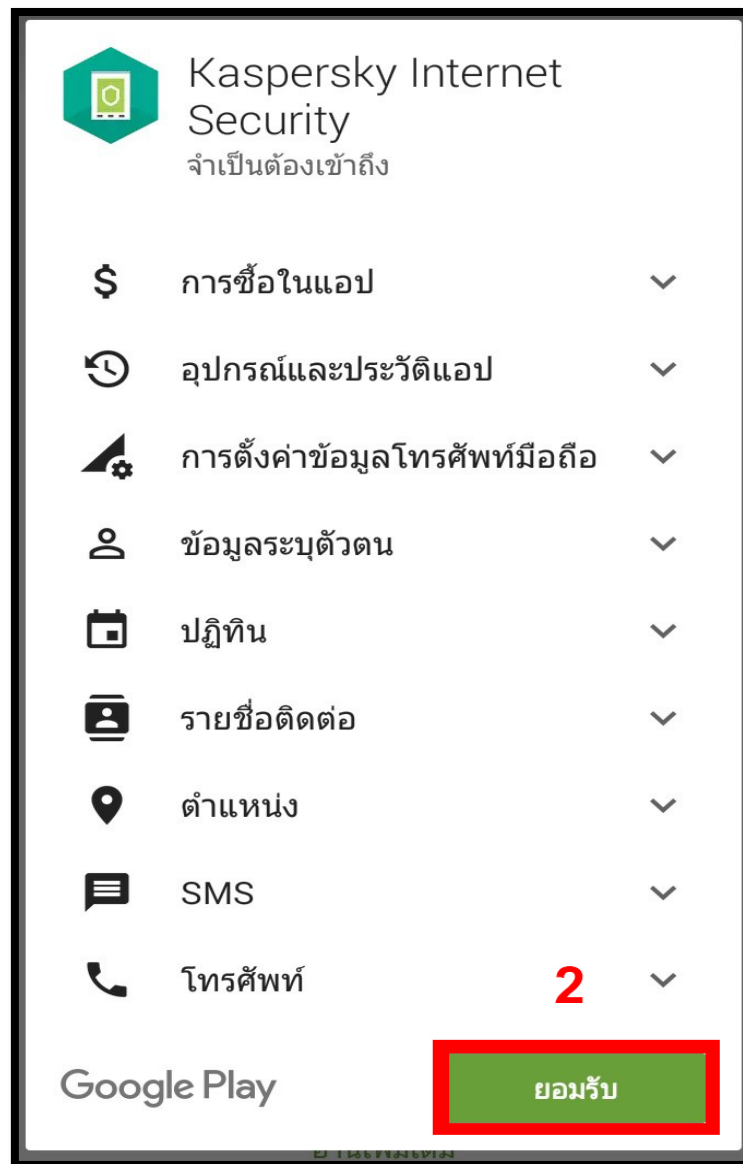 Kaspersky Internet
Security
จำเป็นต้องเข้าถึง
$ การซื้อในแอป
อุปกรณ์และประวัติแอป
การตั้งค่าข้อมูลโทรศัพท์มือถือ
ข้อมูลระบุตัวตน
ปฏิทิน
รายชื่อติดต่อ
ตำแหน่ง
SMS
โทรศัพท์
2
Google Play
ยอมรับ